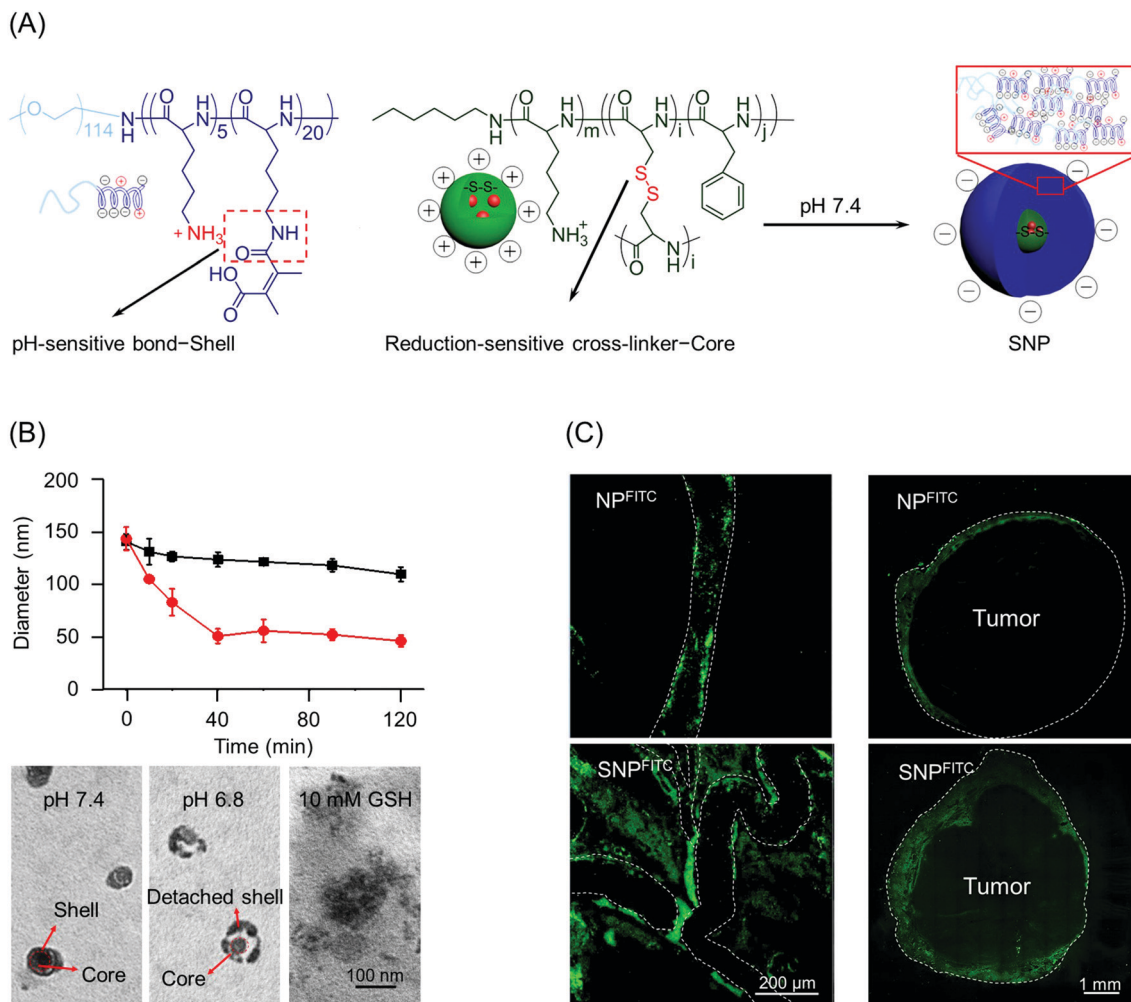 (A)
O
114
N
H
O
H
N
5
O
H
N
20
+
NH3
NH
O
HO
O
pH-sensitive bond–Shell
N
H
O
H
N
m
O
H
N
i
O
H
N
j
-S-S-
S
S
NH3
+
O
N
H
i
Reduction-sensitive cross-linker–Core
pH 7.4
-S-S-
SNP
(B)
Diameter (nm)
200
150
100
50
0
0
40
80
120
Time (min)
pH 7.4
Shell
Core
pH 6.8
Detached shell
Core
10 mM GSH
100 nm
(C)
NPFITC
NPFITC
Tumor
SNPFITC
200 µm
SNPFITC
Tumor
1 mm